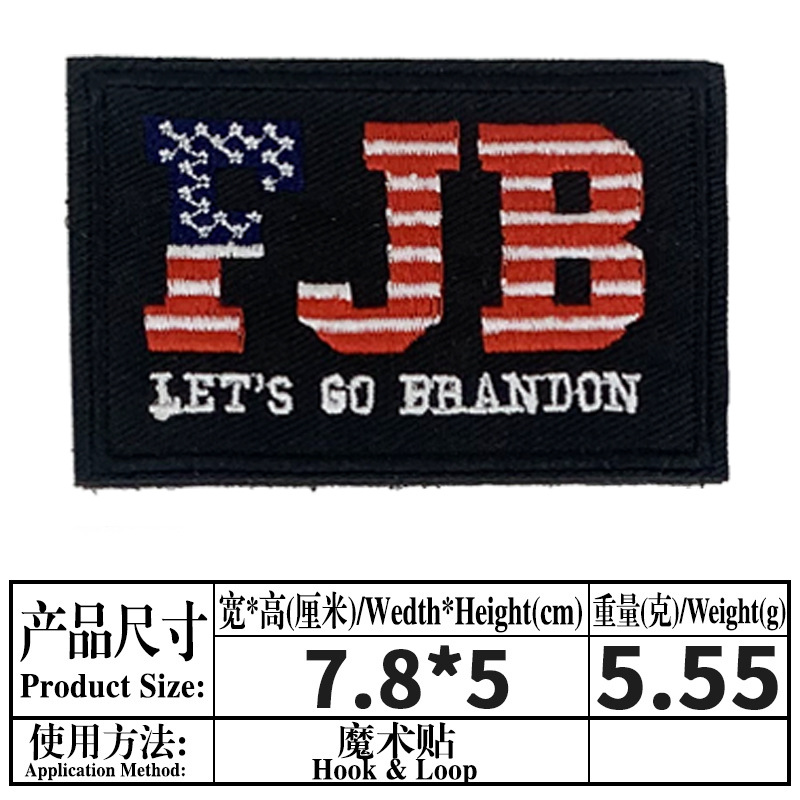 FJB
LET'S GO BRANDON
产品尺寸
Product Size:
宽*高(厘米)/Wedth*Height(cm)
重量(克)/Weight(g)
7.8*5
5.55
使用方法:
Application Method:
魔术贴
Hook & Loop